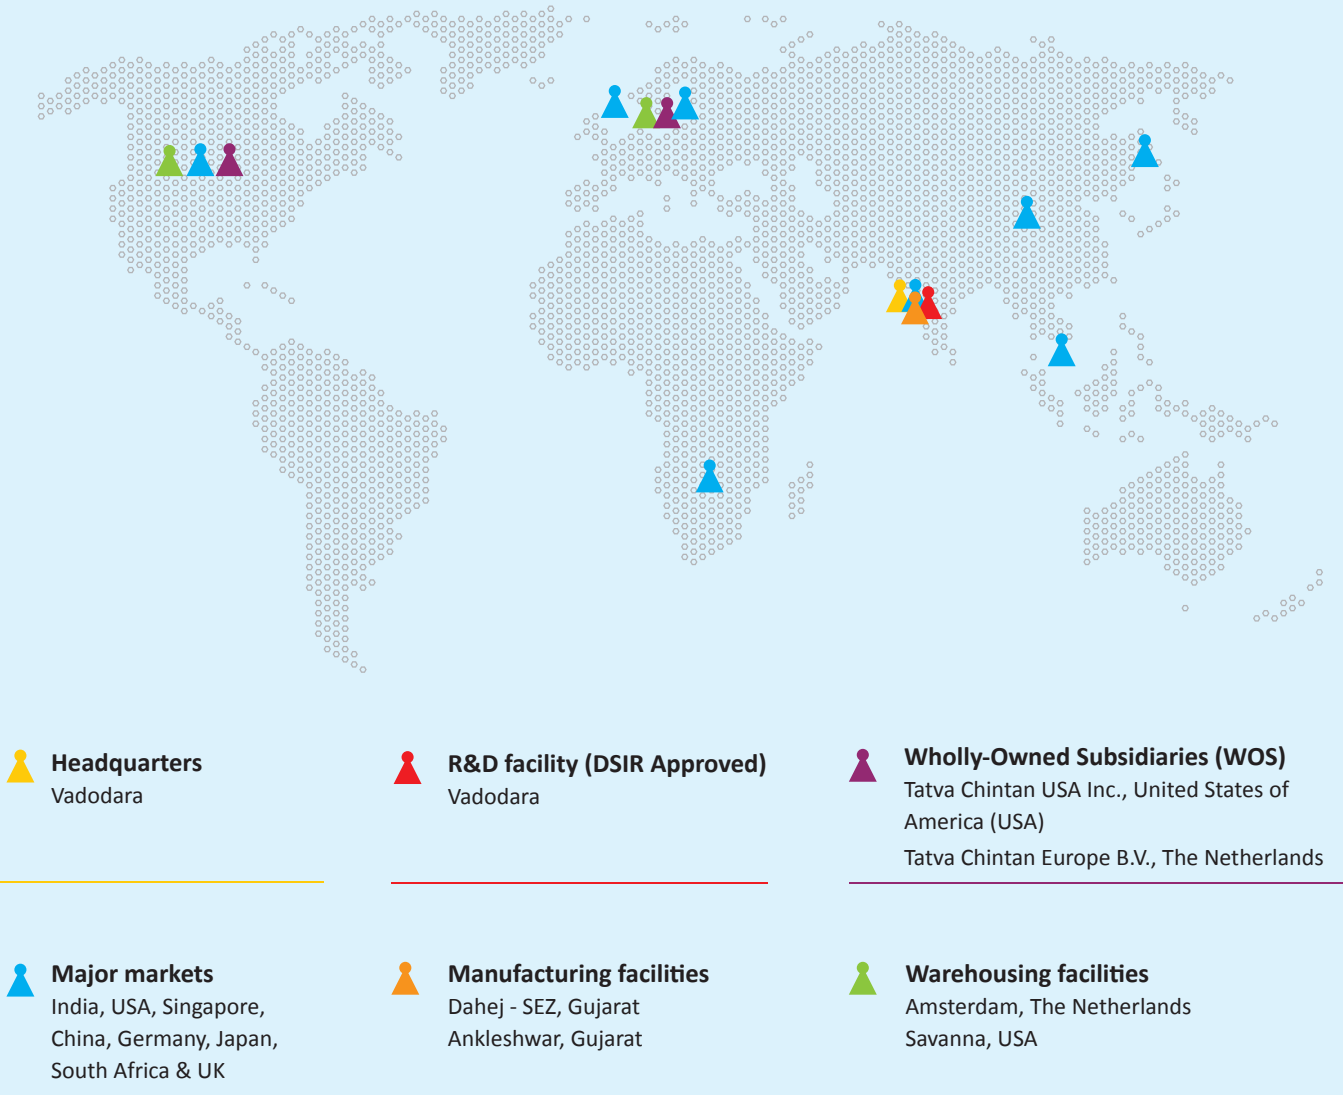 Headquarters
Vadodara
R&D facility (DSIR Approved)
Vadodara
Wholly-Owned Subsidiaries (WOS)
Tatva Chintan USA Inc., United States of
America (USA)
Tatva Chintan Europe B.V., The Netherlands
Major markets
India, USA, Singapore,
China, Germany, Japan,
South Africa & UK
Manufacturing facilities
Dahej - SEZ, Gujarat
Ankleshwar, Gujarat
Warehousing facilities
Amsterdam, The Netherlands
Savanna, USA